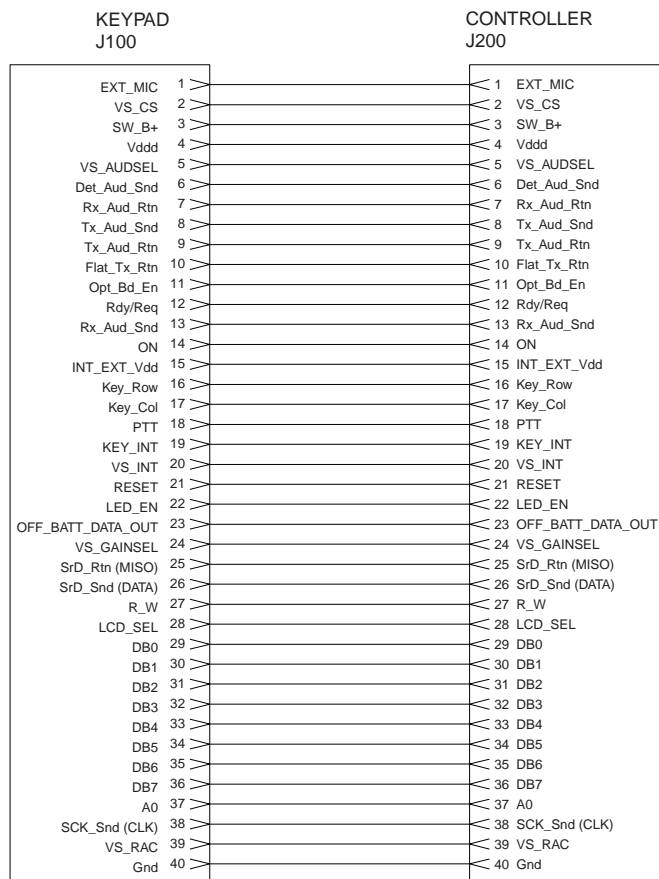 KEYPAD CONTROLLER
J100 J200
EXT_MIC 1 1 EXT_MIC
VS_CS 2 2 VS_CS
SW_B+ 3 3 SW_B+
Vddd 4 4 Vddd
VS_AUDSEL 5 5 VS_AUDSEL
Det_Aud_Snd 6 6 Det_Aud_Snd
Rx_Aud_Rtn 7 7 Rx_Aud_Rtn
Tx_Aud_Snd 8 8 Tx_Aud_Snd
Tx_Aud_Rtn 9 9 Tx_Aud_Rtn
Flat_Tx_Rtn 10 10 Flat_Tx_Rtn
Opt_Bd_En 11 11 Opt_Bd_En
Rdy/Req 12 12 Rdy/Req
Rx_Aud_Snd 13 13 Rx_Aud_Snd
ON 14 14 ON
INT_EXT_Vdd 15 15 INT_EXT_Vdd
Key_Row 16 16 Key_Row
Key_Col 17 17 Key_Col
PTT 18 18 PTT
KEY_INT 19 19 KEY_INT
VS_INT 20 20 VS_INT
RESET 21 21 RESET
LED_EN 22 22 LED_EN
OFF_BATT_DATA_OUT 23 23 OFF_BATT_DATA_OUT
VS_GAINSEL 24 24 VS_GAINSEL
SrD_Rtn (MISO) 25 25 SrD_Rtn (MISO)
SrD_Snd (DATA) 26 26 SrD_Snd (DATA)
R_W 27 27 R_W
LCD_SEL 28 28 LCD_SEL
DB0 29 29 DB0
DB1 30 30 DB1
DB2 31 31 DB2
DB3 32 32 DB3
DB4 33 33 DB4
DB5 34 34 DB5
DB6 35 35 DB6
DB7 36 36 DB7
A0 37 37 A0
SCK_Snd (CLK) 38 38 SCK_Snd (CLK)
VS_RAC 39 39 VS_RAC
Gnd 40 40 Gnd